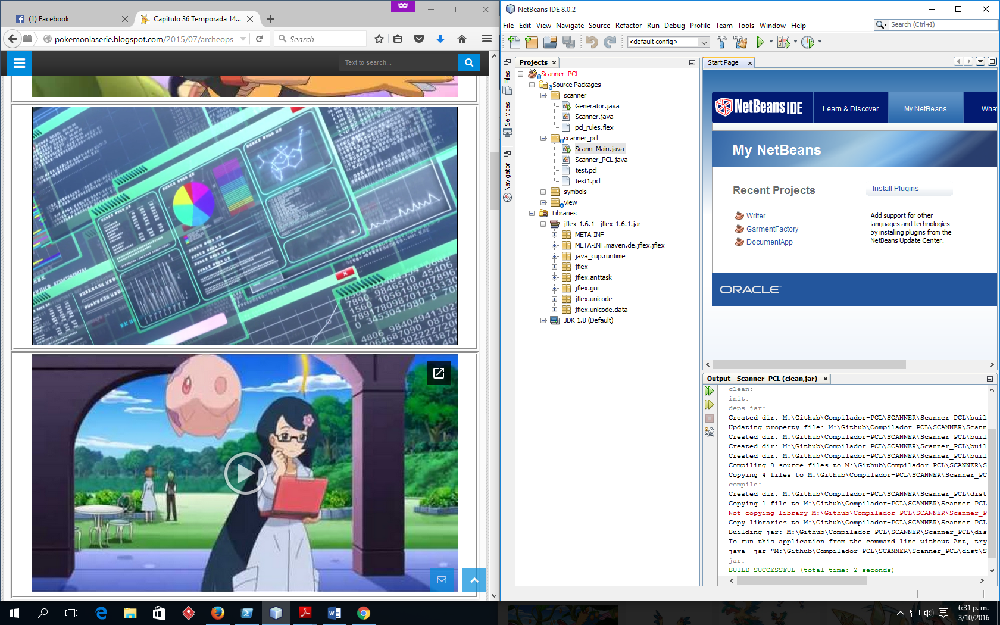 (1) Facebook
Capitulo 36 Temporada 14...
pokemonlaserie.blogspot.com/2015/07/archeops-
Search
Text to search...
NetBeans IDE 8.0.2
File Edit View Navigate Source Refactor Run Debug Profile Team Tools Window Help
Search (Ctrl+I)
<default config>
Files
Services
Navigator
Projects
Scanner_PCL
Source Packages
scanner
Generator.java
Scanner.java
pcl_rules.flex
scanner_pcl
Scann_Main.java
Scanner_PCL.java
test.pcl
test1.pcl
symbols
view
Libraries
jflex-1.6.1 - jflex-1.6.1.jar
META-INF
META-INF.maven.de.jflex.jflex
java_cup.runtime
jflex
jflex.anttask
jflex.gui
jflex.unicode
jflex.unicode.data
JDK 1.8 (Default)
Start Page
NetBeans IDE
Learn & Discover
My NetBeans
What
My NetBeans
Recent Projects
Writer
GarmentFactory
DocumentApp
Install Plugins
Add support for other
languages and technologies
by installing plugins from the
NetBeans Update Center.
ORACLE
Output - Scanner_PCL (clean,jar)
clean:
init:
deps-jar:
Created dir: M:\Github\Compilador-PCL\SCANNER\Scanner_PCL\buil
Updating property file: M:\Github\Compilador-PCL\SCANNER\Scann
Created dir: M:\Github\Compilador-PCL\SCANNER\Scanner_PCL\buil
Created dir: M:\Github\Compilador-PCL\SCANNER\Scanner_PCL\buil
Created dir: M:\Github\Compilador-PCL\SCANNER\Scanner_PCL\buil
Compiling 8 source files to M:\Github\Compilador-PCL\SCANNER\S
Copying 4 files to M:\Github\Compilador-PCL\SCANNER\Scanner_PC
compile:
Created dir: M:\Github\Compilador-PCL\SCANNER\Scanner_PCL\dist
Copying 1 file to M:\Github\Compilador-PCL\SCANNER\Scanner_PCL
Not copying library M:\Github\Compilador-PCL\SCANNER\Scanner_P
Copy libraries to M:\Github\Compilador-PCL\SCANNER\Scanner_PCL
Building jar: M:\Github\Compilador-PCL\SCANNER\Scanner_PCL\dis
To run this application from the command line without Ant, try
java -jar "M:\Github\Compilador-PCL\SCANNER\Scanner_PCL\dist\S
jar:
BUILD SUCCESSFUL (total time: 2 seconds)
6:31 p. m.
3/10/2016